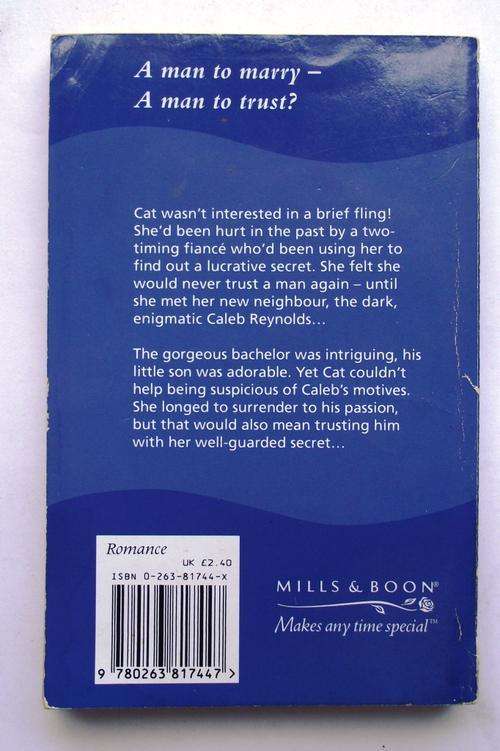 A man to marry –
A man to trust?
Cat wasn't interested in a brief fling!
She'd been hurt in the past by a two-
timing fiancé who'd been using her to
find out a lucrative secret. She felt she
would never trust a man again – until
she met her new neighbour, the dark,
enigmatic Caleb Reynolds...
The gorgeous bachelor was intriguing, his
little son was adorable. Yet Cat couldn't
help being suspicious of Caleb's motives.
She longed to surrender to his passion,
but that would also mean trusting him
with her well-guarded secret...
Romance
UK £2.40
ISBN 0-263-81744-X
9 780263 817447 >
MILLS & BOON®
Makes any time special™